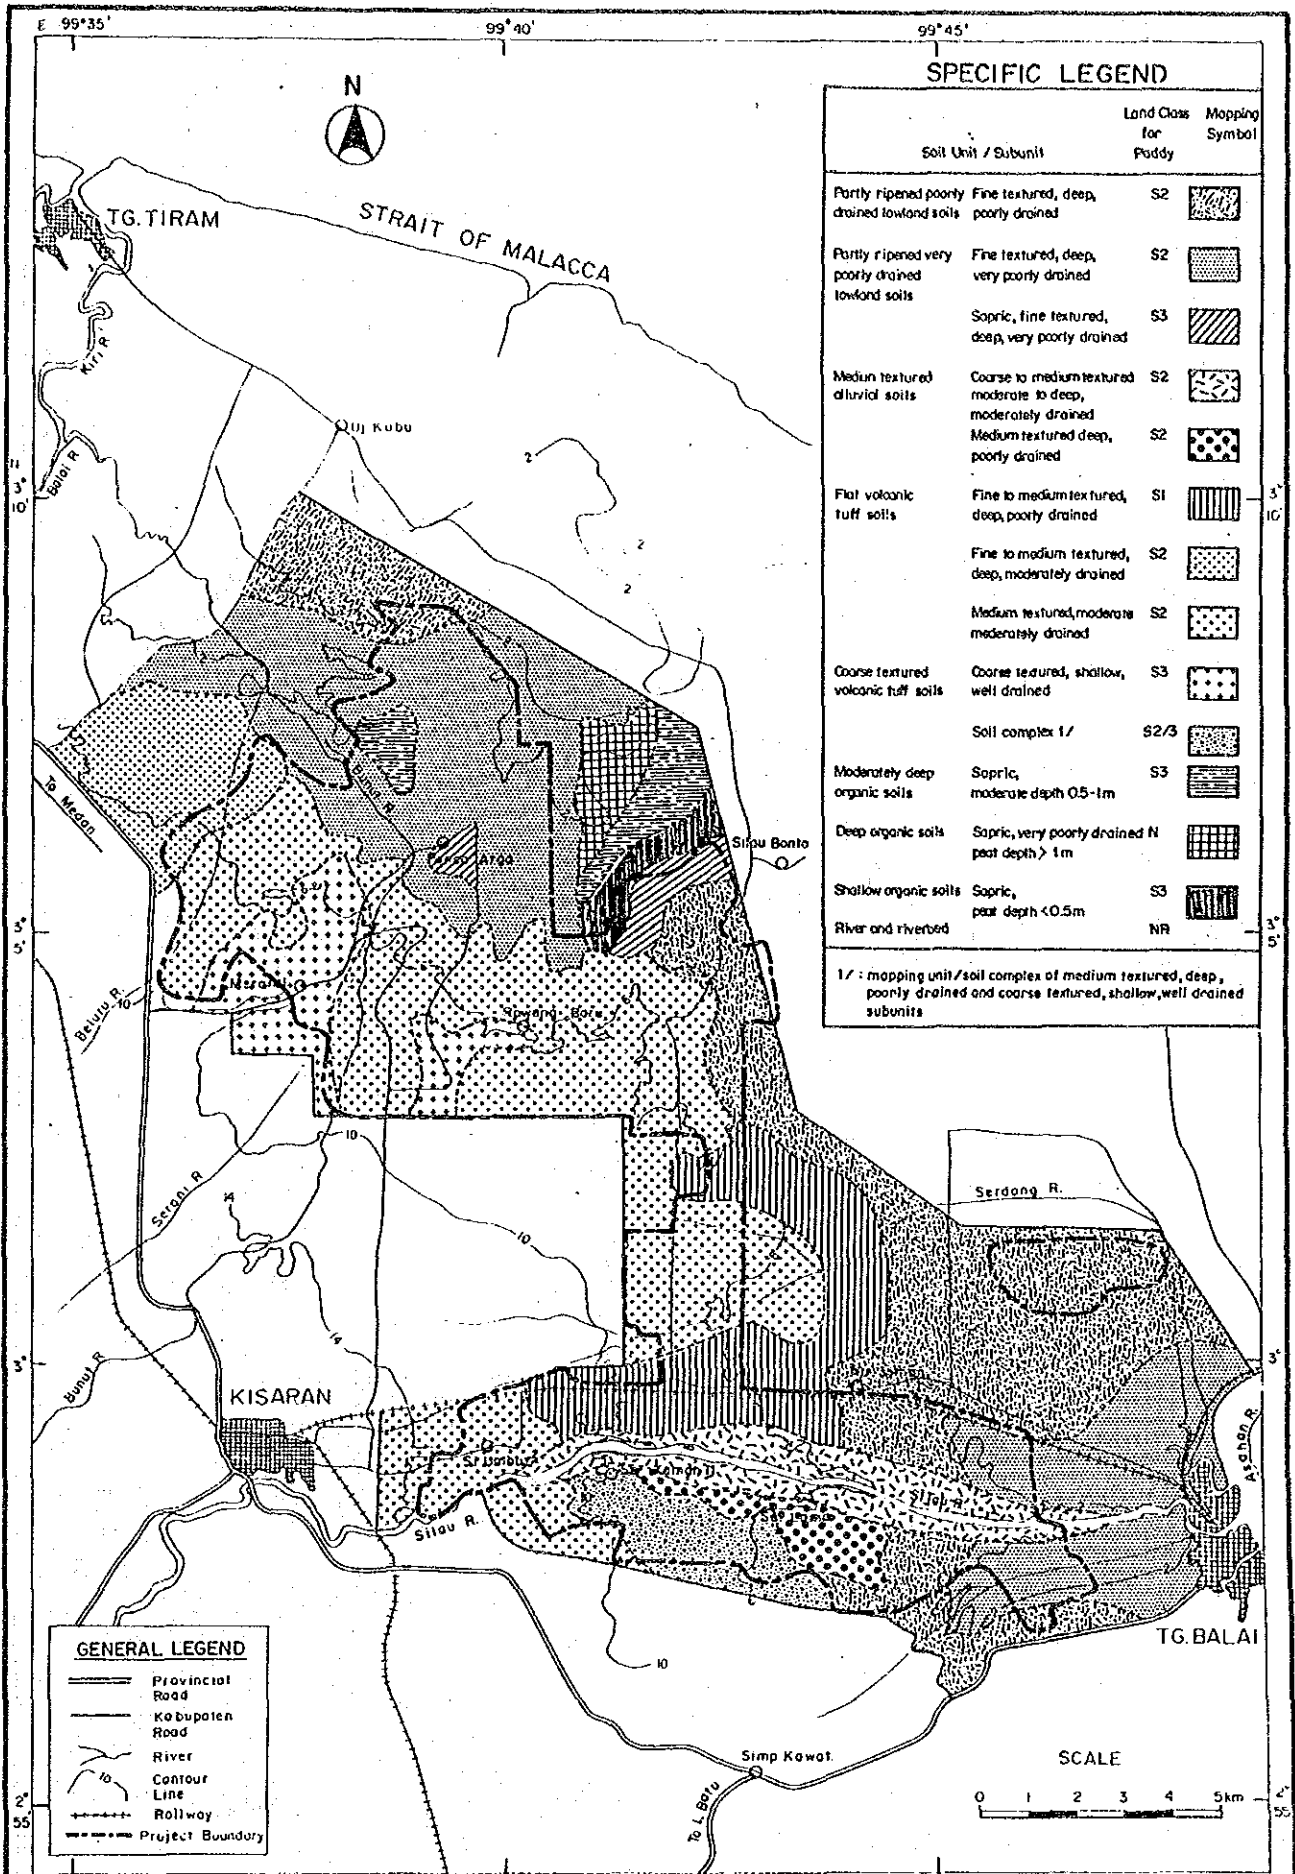 E 99°35' 99°40' 99°45'
SPECIFIC LEGEND
Soil Unit / Subunit Land Class for Paddy Mapping Symbol
Partly ripened poorly drained lowland soils Fine textured, deep, poorly drained S2
Partly ripened very poorly drained lowland soils Fine textured, deep, very poorly drained S2
Sapric, fine textured, deep, very poorly drained S3
Mediun textured alluvial soils Coarse to medium textured moderate to deep, moderately drained S2
Medium textured deep, poorly drained S2
Flat volcanic tuff soils Fine to medium textured, deep, poorly drained S1
Fine to medium textured, deep, moderately drained S2
Medium textured, moderate moderately drained S2
Coarse textured volcanic tuff soils Coarse textured, shallow, well drained S3
Soil complex 1/ S2/3
Moderately deep organic soils Sapric, moderate depth 0.5-1m S3
Deep organic soils Sapric, very poorly drained peat depth > 1m N
Shallow organic soils Sapric, peat depth <0.5m S3
River and riverbed NR
1/ : mapping unit/soil complex of medium textured, deep,
poorly drained and coarse textured, shallow, well drained
subunits
N
TG. TIRAM
STRAIT OF MALACCA
Kiri R
Balai R
Uj Kubu
2
2
2
3°
10'
3°
10'
To Medan
Bunut R.
Silau Bonto
3°
5'
3°
5'
Belutu R.
10
10
Serani R
14
10
14
Serdang R.
Bunut R
3°
3°
KISARAN
Silau R.
Silau R.
Asahan R.
TG. BALAI
10
Simp Kawat.
To L. Batu
GENERAL LEGEND
Provincial Road
Kabupaten Road
River
10 Contour Line
Railway
Project Boundary
SCALE
0 1 2 3 4 5km
2°
55'
2°
55'